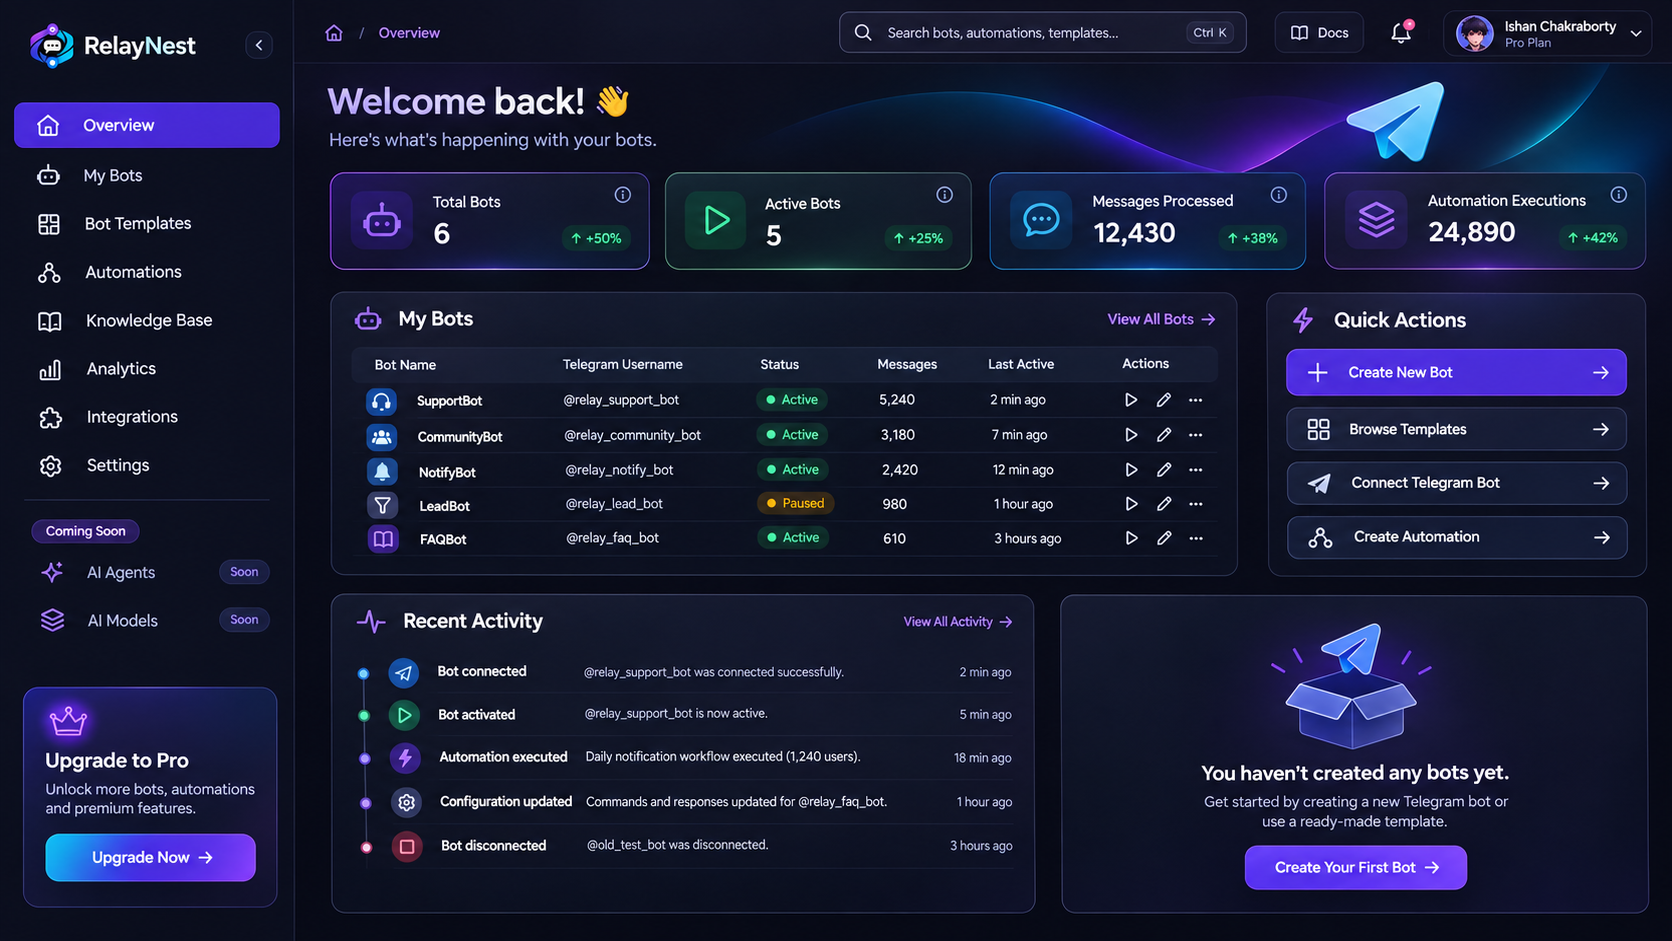 RelayNest
Overview
My Bots
Bot Templates
Automations
Knowledge Base
Analytics
Integrations
Settings
Coming Soon
AI Agents Soon
AI Models Soon
Upgrade to Pro
Unlock more bots, automations
and premium features.
Upgrade Now →
/ Overview
Search bots, automations, templates... Ctrl K
Docs
Ishan Chakraborty
Pro Plan
Welcome back! 👋
Here's what's happening with your bots.
Total Bots
6 ↑ +50%
Active Bots
5 ↑ +25%
Messages Processed
12,430 ↑ +38%
Automation Executions
24,890 ↑ +42%
My Bots View All Bots →
Bot Name Telegram Username Status Messages Last Active Actions
SupportBot @relay_support_bot Active 5,240 2 min ago
CommunityBot @relay_community_bot Active 3,180 7 min ago
NotifyBot @relay_notify_bot Active 2,420 12 min ago
LeadBot @relay_lead_bot Paused 980 1 hour ago
FAQBot @relay_faq_bot Active 610 3 hours ago
Quick Actions
Create New Bot →
Browse Templates →
Connect Telegram Bot →
Create Automation →
Recent Activity View All Activity →
Bot connected @relay_support_bot was connected successfully. 2 min ago
Bot activated @relay_support_bot is now active. 5 min ago
Automation executed Daily notification workflow executed (1,240 users). 18 min ago
Configuration updated Commands and responses updated for @relay_faq_bot. 1 hour ago
Bot disconnected @old_test_bot was disconnected. 3 hours ago
You haven't created any bots yet.
Get started by creating a new Telegram bot or
use a ready-made template.
Create Your First Bot →